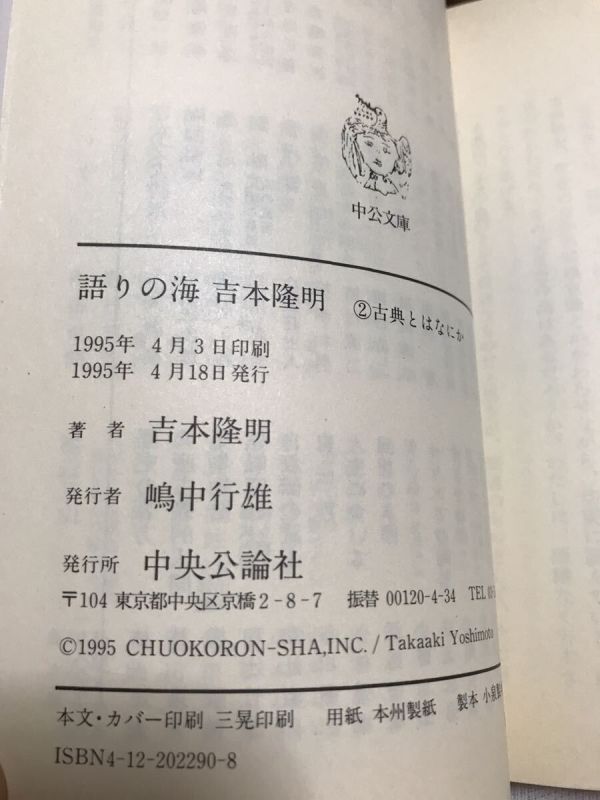 中公文庫
語りの海 吉本隆明 ②古典とはなにか
1995年 4月3日印刷
1995年 4月18日発行
著者 吉本隆明
発行者 嶋中行雄
発行所 中央公論社
〒104 東京都中央区京橋2-8-7 振替 00120-4-34 TEL
©1995 CHUOKORON-SHA,INC./Takaaki Yoshimoto
本文・カバー印刷 三晃印刷 用紙 本州製紙 製本 小泉製
ISBN4-12-202290-8